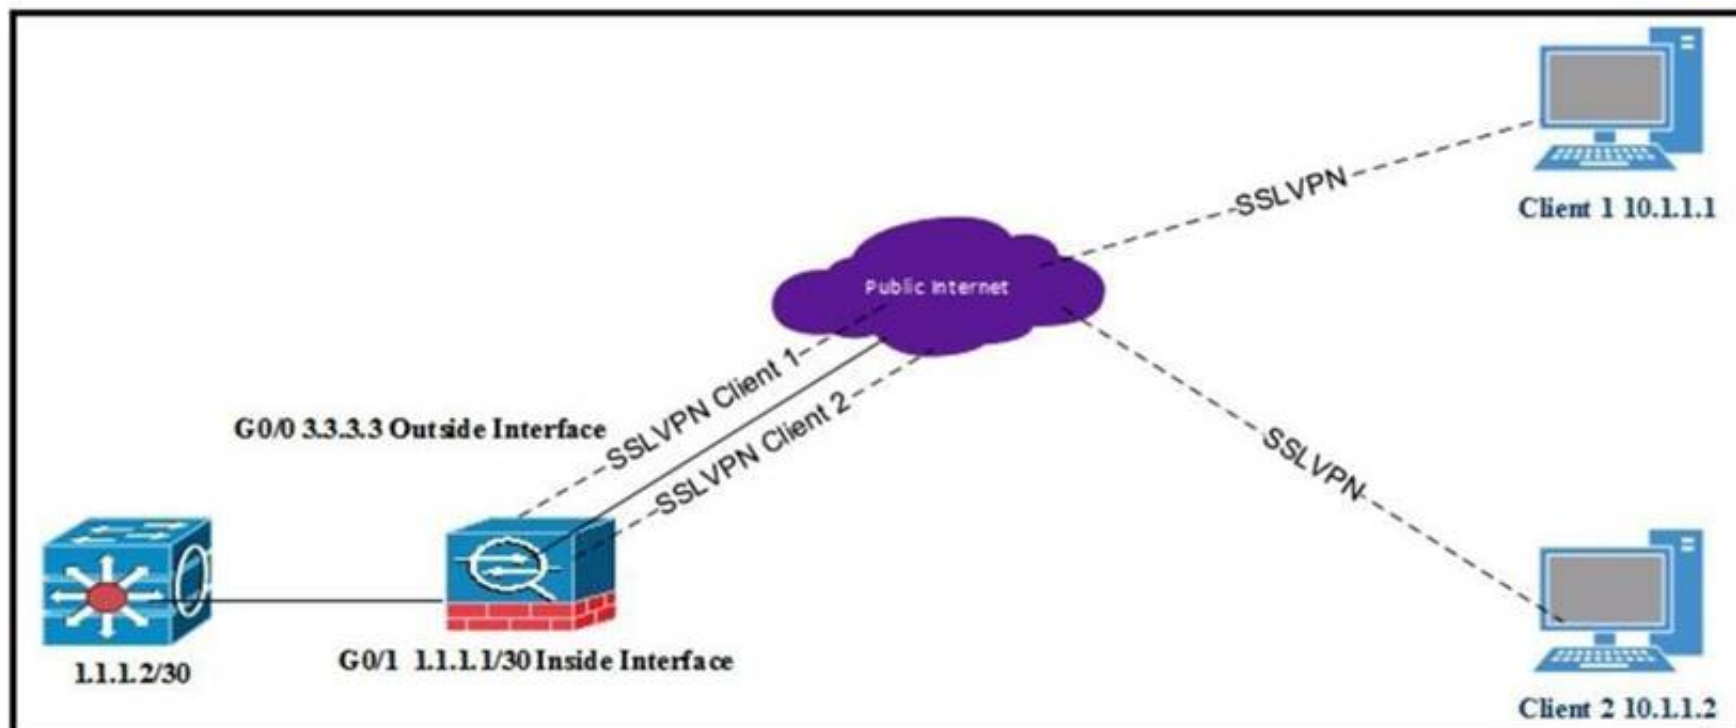 SSLVPN
Client 1 10.1.1.1
Public Internet
SSLVPN Client 1
G0/0 3.3.3.3 Outside Interface
SSLVPN Client 2
SSLVPN
1.1.1.2/30
G0/1 1.1.1.1/30 Inside Interface
Client 2 10.1.1.2